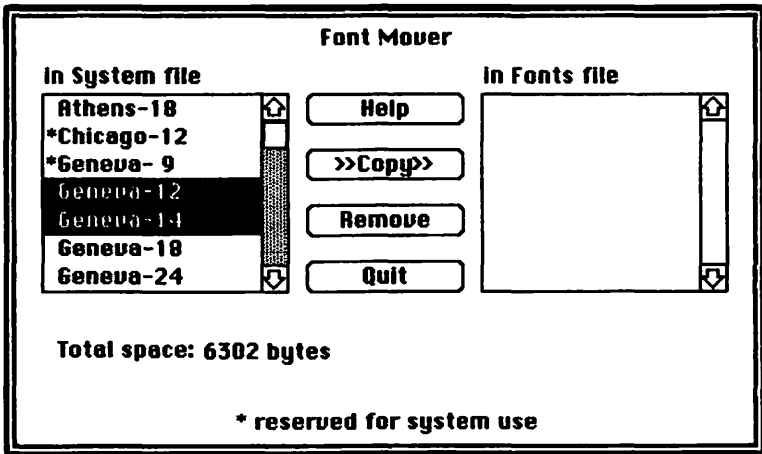 Font Mover
in System file
in Fonts file
Athens-18
*Chicago-12
*Geneva- 9
Geneva-12
Geneva-14
Geneva-18
Geneva-24
Help
>>Copy>>
Remove
Quit
Total space: 6302 bytes
* reserved for system use